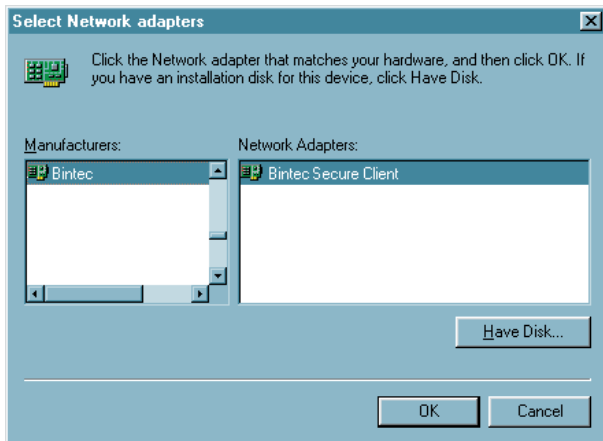 Select Network adapters
Click the Network adapter that matches your hardware, and then click OK. If
you have an installation disk for this device, click Have Disk.
Manufacturers:
Network Adapters:
Bintec
Bintec Secure Client
Have Disk...
OK
Cancel